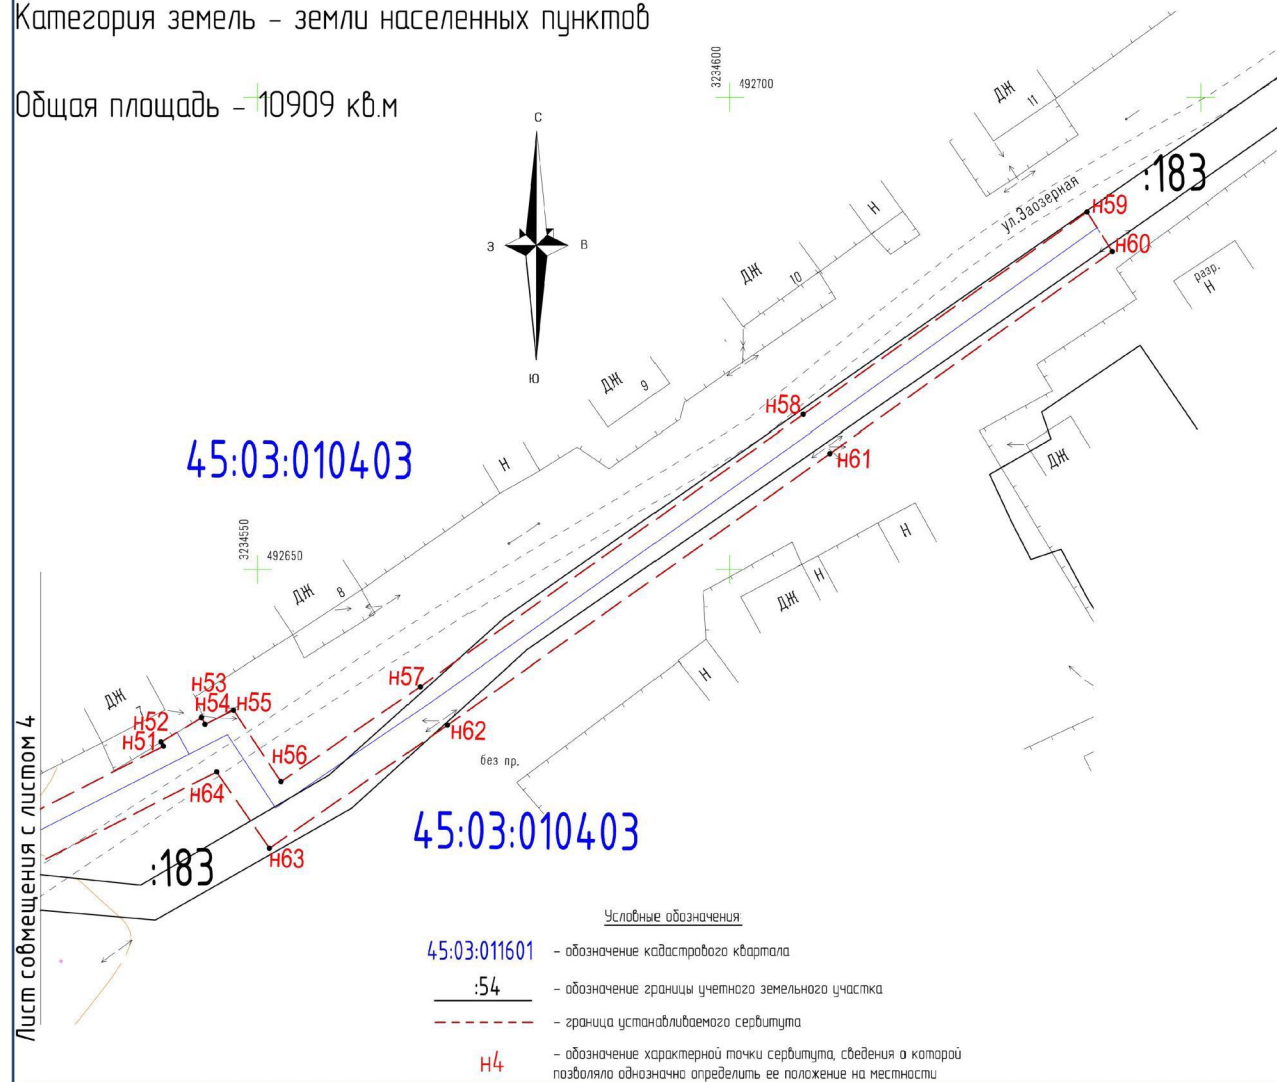 Категория земель - земли населенных пунктов
Общая площадь - 10909 кв.м
3234600
492700
С
З
В
Ю
ДЖ
11
ул.Заозерная
:183
н59
н60
Н
ДЖ
10
разр.
Н
ДЖ
9
н58
Н
н61
ДЖ
45:03:010403
3234550
492650
ДЖ
8
Н
Н
ДЖ
Н
н57
н53
н54
н55
ДЖ
7
н52
н51
н56
н62
без пр.
н64
н63
45:03:010403
:183
Лист совмещения с листом 4
Условные обозначения
45:03:011601 - обозначение кадастрового квартала
:54 - обозначение границы учетного земельного участка
- граница устанавливаемого сервитута
н4 - обозначение характерной точки сервитута, сведения о которой
позволяло однозначно определить ее положение на местности